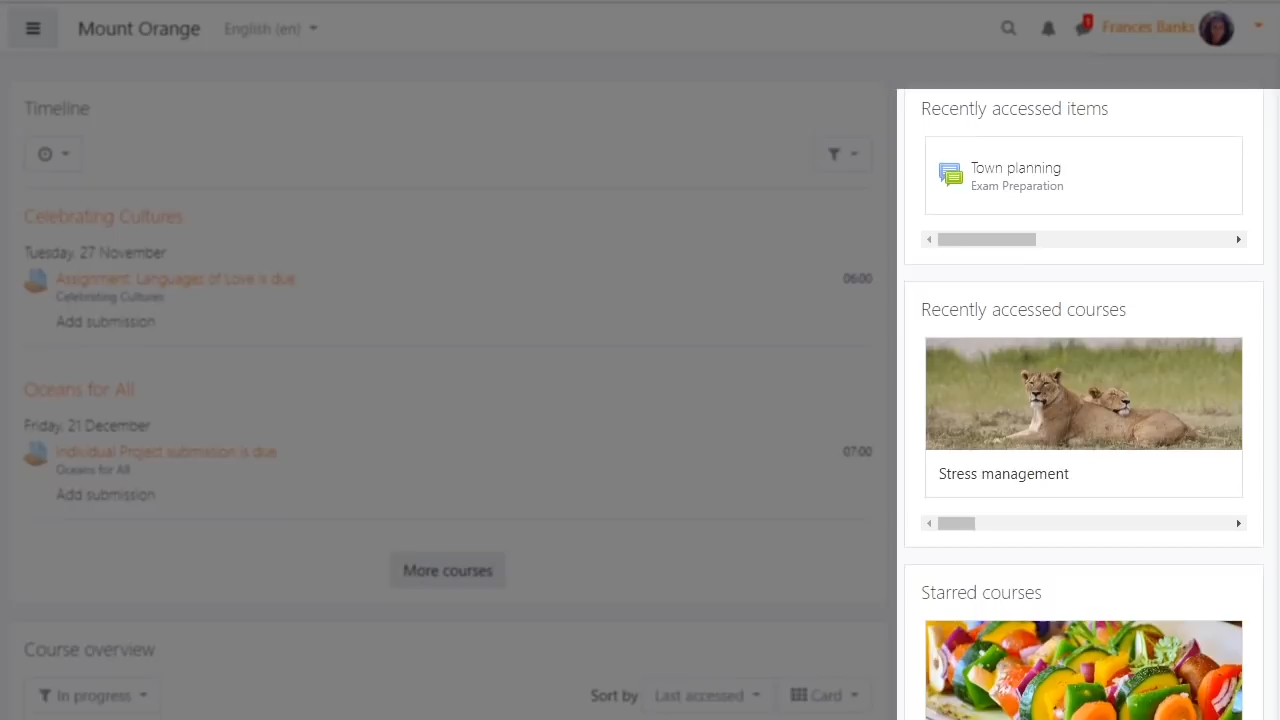 Mount Orange
English (en)
1
Frances Banks
Timeline
Celebrating Cultures
Tuesday, 27 November
Assignment: Languages of Love is due
06:00
Celebrating Cultures
Add submission
Oceans for All
Friday, 21 December
Individual Project submission is due
07:00
Oceans for All
Add submission
More courses
Course overview
In progress
Sort by
Last accessed
Card
Recently accessed items
Town planning
Exam Preparation
Recently accessed courses
Stress management
Starred courses